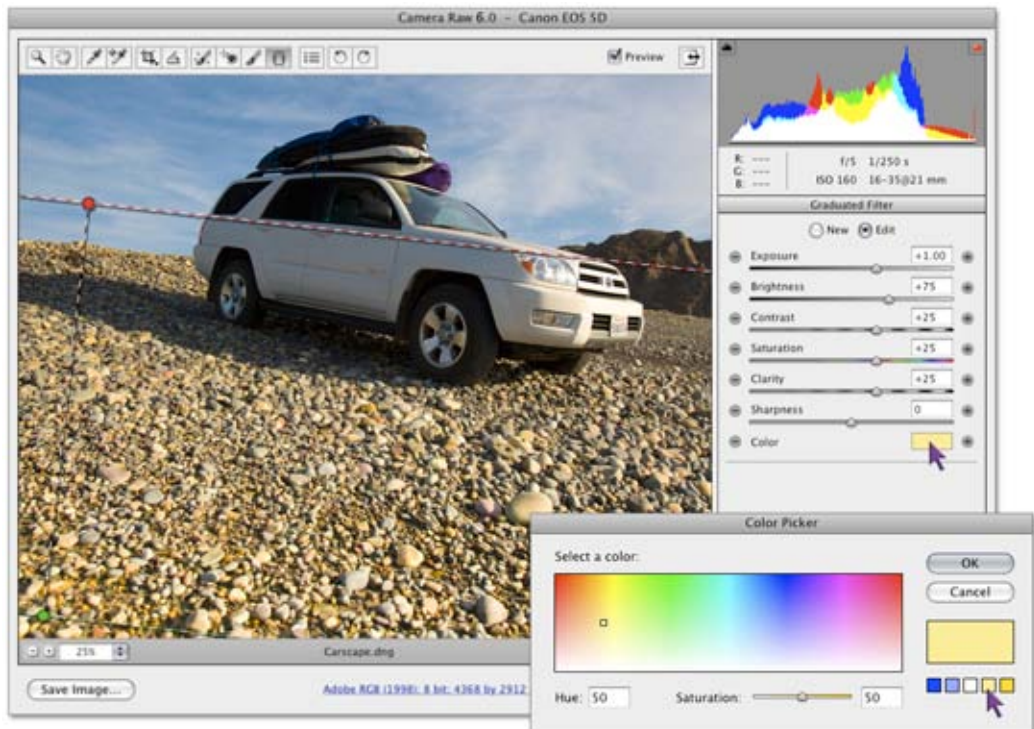 Camera Raw 6.0 - Canon EOS 5D
Preview
R: ---
G: ---
B: ---
f/5 1/250 s
ISO 160 16-35@21 mm
Graduated Filter
New Edit
Exposure +1.00
Brightness +75
Contrast +25
Saturation +25
Clarity +25
Sharpness 0
Color
25%
Carscape.dng
Save Image...
Adobe RGB (1998); 8 bit; 4368 by 2912
Color Picker
Select a color:
OK
Cancel
Hue: 50
Saturation: 50